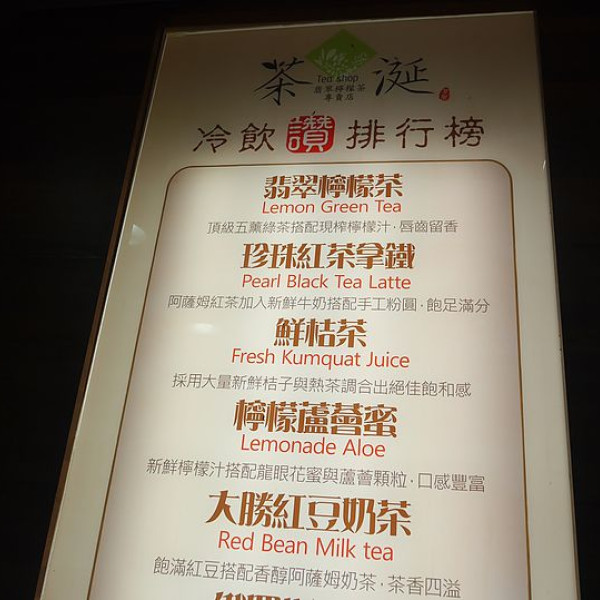 茶 涎
Tea shop
翡翠檸檬茶
專賣店
冷飲 讚 排行榜
翡翠檸檬茶
Lemon Green Tea
頂級五薰綠茶搭配現榨檸檬汁,唇齒留香
珍珠紅茶拿鐵
Pearl Black Tea Latte
阿薩姆紅茶加入新鮮牛奶搭配手工粉圓,飽足滿分
鮮桔茶
Fresh Kumquat Juice
採用大量新鮮桔子與熱茶調合出絕佳飽和感
檸檬蘆薈蜜
Lemonade Aloe
新鮮檸檬汁搭配龍眼花蜜與蘆薈顆粒,口感豐富
大勝紅豆奶茶
Red Bean Milk tea
飽滿紅豆搭配香醇阿薩姆奶茶,茶香四溢